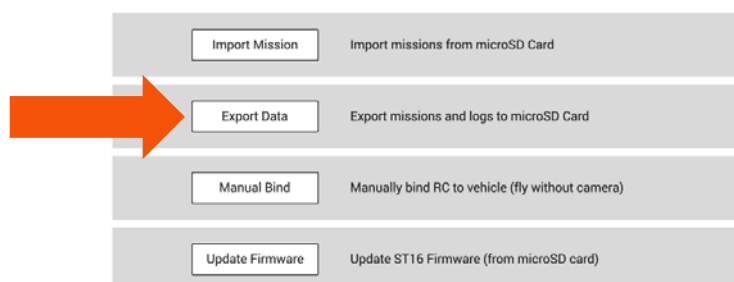 Import Mission Import missions from microSD Card
Export Data Export missions and logs to microSD Card
Manual Bind Manually bind RC to vehicle (fly without camera)
Update Firmware Update ST16 Firmware (from microSD card)